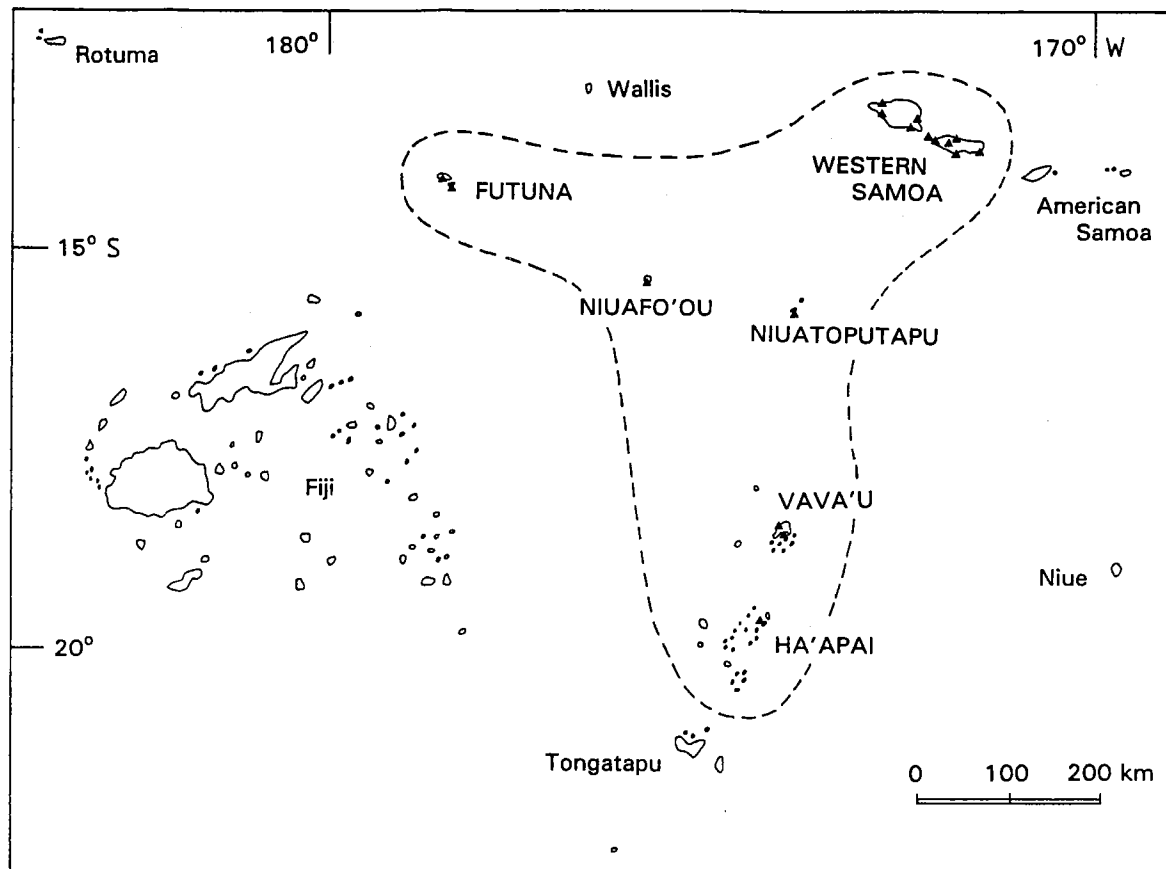 180°
170° W
Rotuma
Wallis
WESTERN
SAMOA
FUTUNA
American
Samoa
15° S
NIUAFO'OU
NIUATOPUTAPU
Fiji
VAVA'U
Niue
20°
HA'APAI
Tongatapu
0 100 200 km